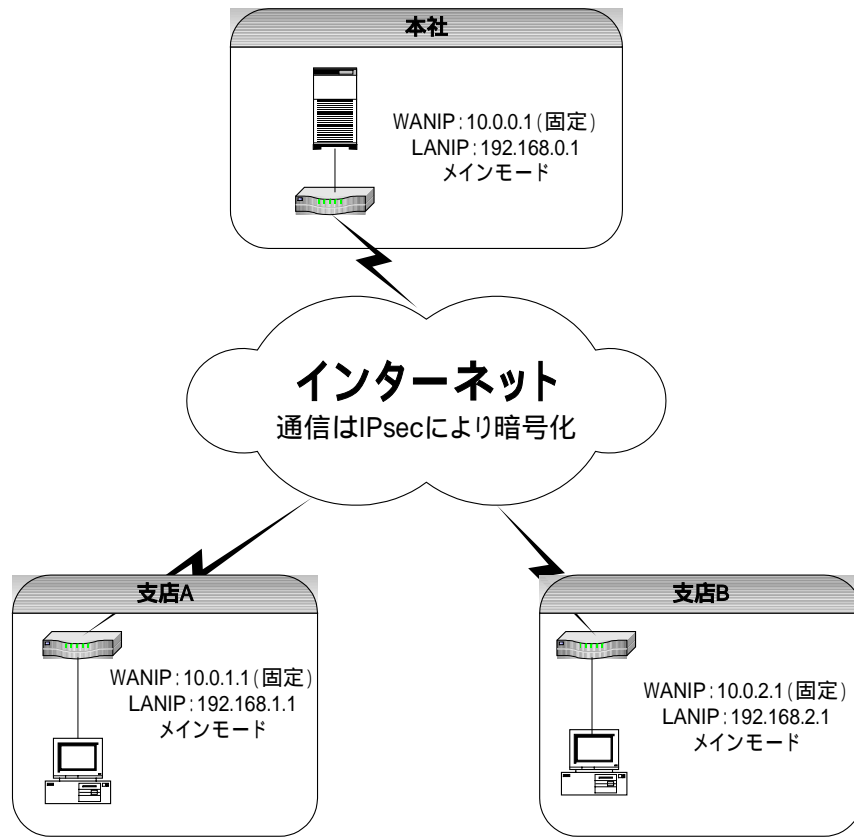 本社
WANIP:10.0.0.1(固定)
LANIP:192.168.0.1
メインモード
インターネット
通信はIPsecにより暗号化
支店A
WANIP:10.0.1.1(固定)
LANIP:192.168.1.1
メインモード
支店B
WANIP:10.0.2.1(固定)
LANIP:192.168.2.1
メインモード